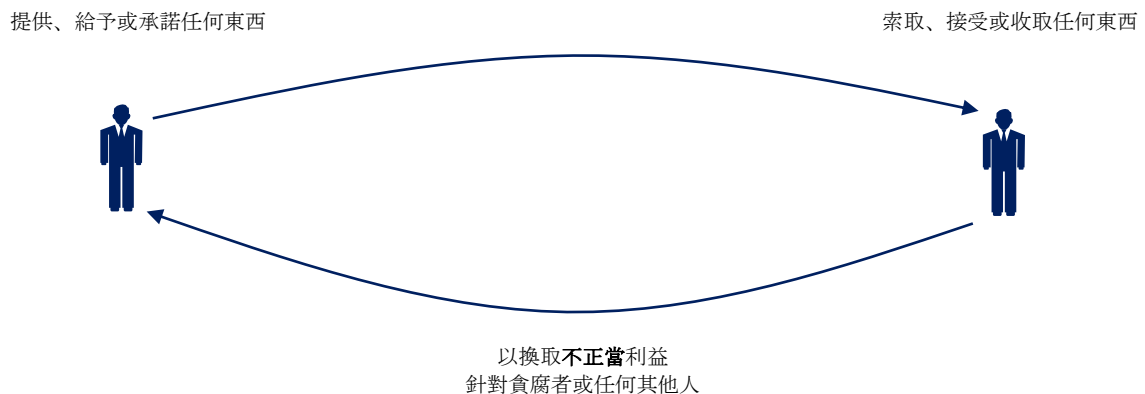 提供、給予或承諾任何東西
索取、接受或收取任何東西
以換取不正當利益
針對貪腐者或任何其他人